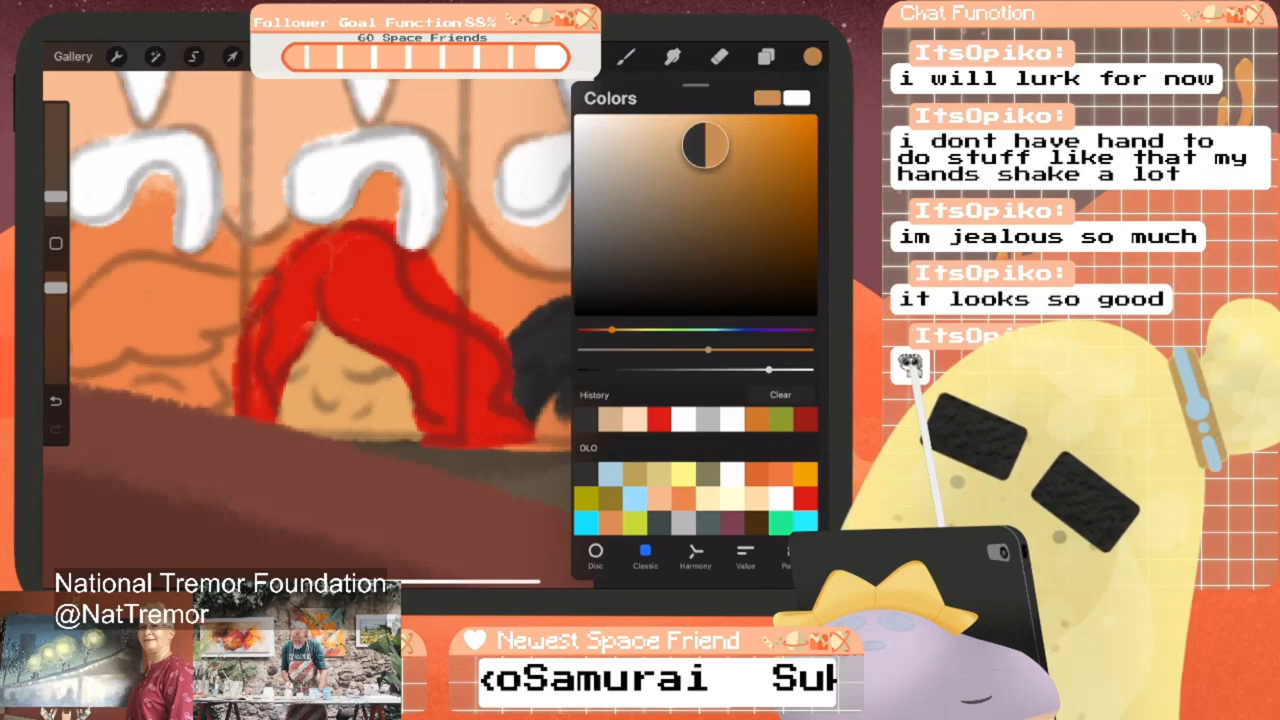 Follower Goal Function 88%
60 Space Friends
Gallery
Colors
History
Clear
OLO
Disc
Classic
Harmony
Value
Chat Function
ItsOpiko:
i will lurk for now
ItsOpiko:
i dont have hand to
do stuff like that my
hands shake a lot
ItsOpiko:
im jealous so much
ItsOpiko:
it looks so good
National Tremor Foundation
@NatTremor
Newest Space Friend
oSamurai